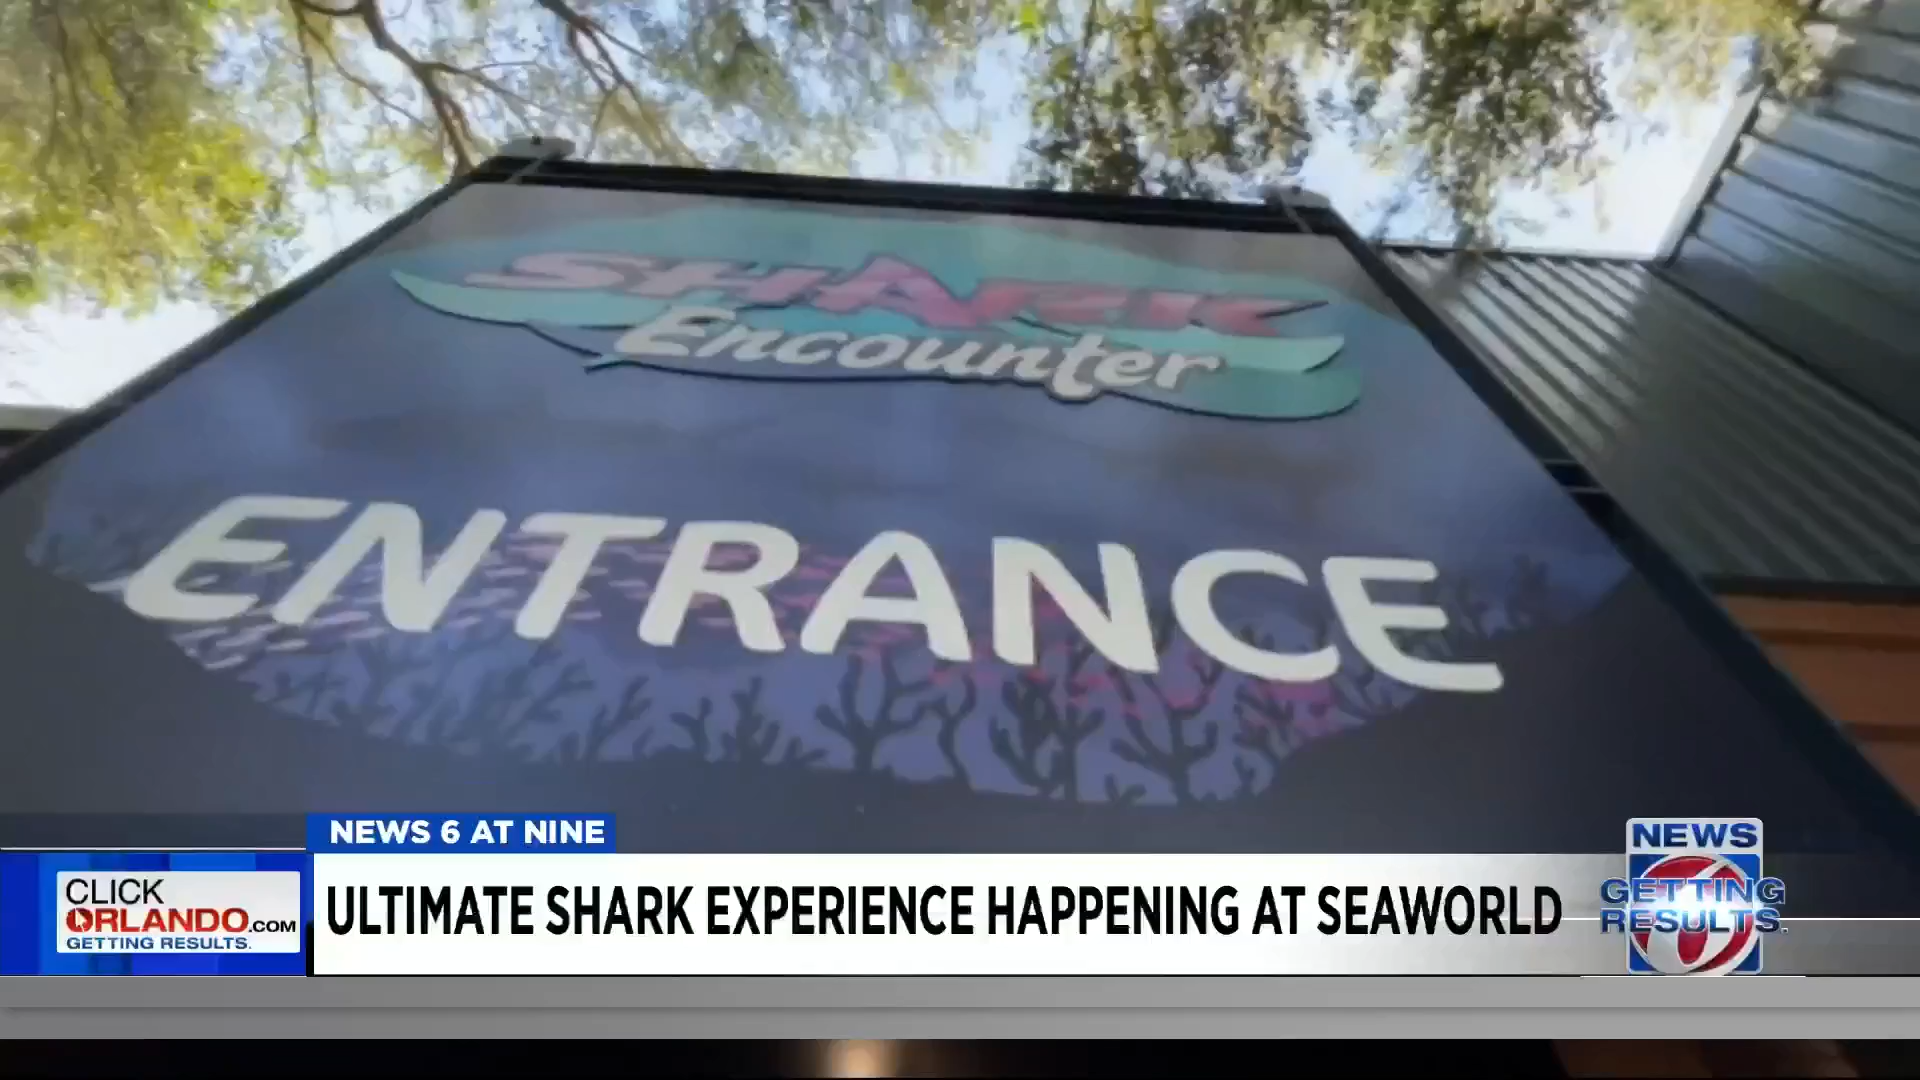 SHARK
Encounter
ENTRANCE
NEWS 6 AT NINE
CLICK
ORLANDO.COM
GETTING RESULTS.
ULTIMATE SHARK EXPERIENCE HAPPENING AT SEAWORLD
NEWS
6
GETTING
RESULTS.